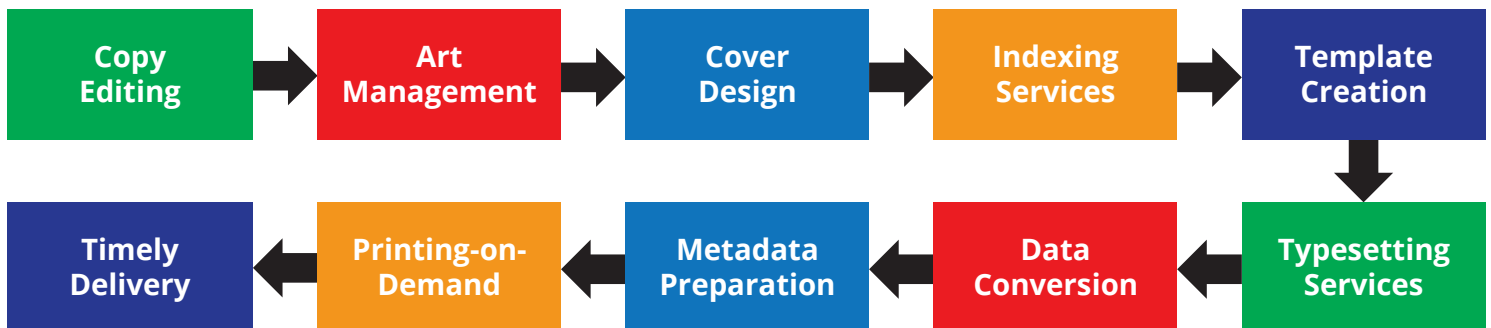 Copy
Editing
Art
Management
Cover
Design
Indexing
Services
Template
Creation
Typesetting
Services
Data
Conversion
Metadata
Preparation
Printing-on-
Demand
Timely
Delivery